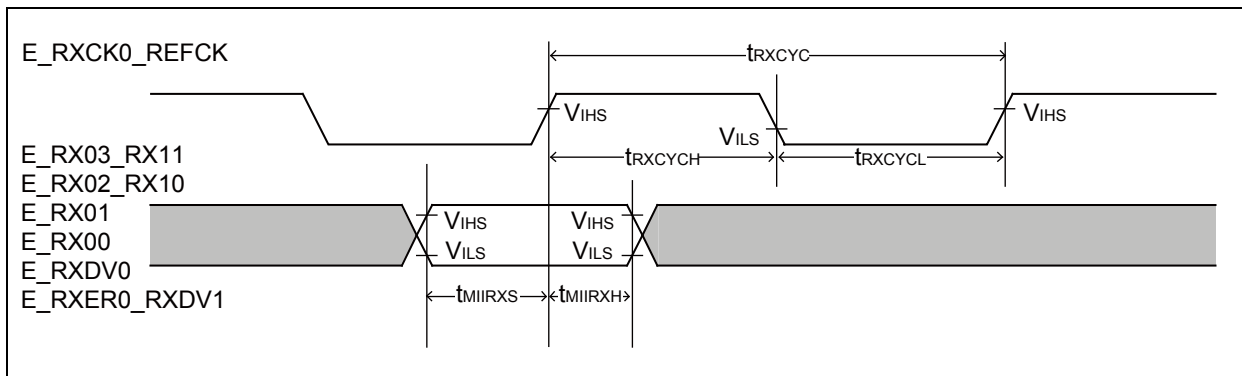 E_RXCK0_REFCK
tRXCYC
VIHS
VILS
VIHS
tRXCYCH
tRXCYCL
E_RX03_RX11
E_RX02_RX10
E_RX01
E_RX00
E_RXDV0
E_RXER0_RXDV1
VIHS
VIHS
VILS
VILS
tMIIRXS
tMIIRXH